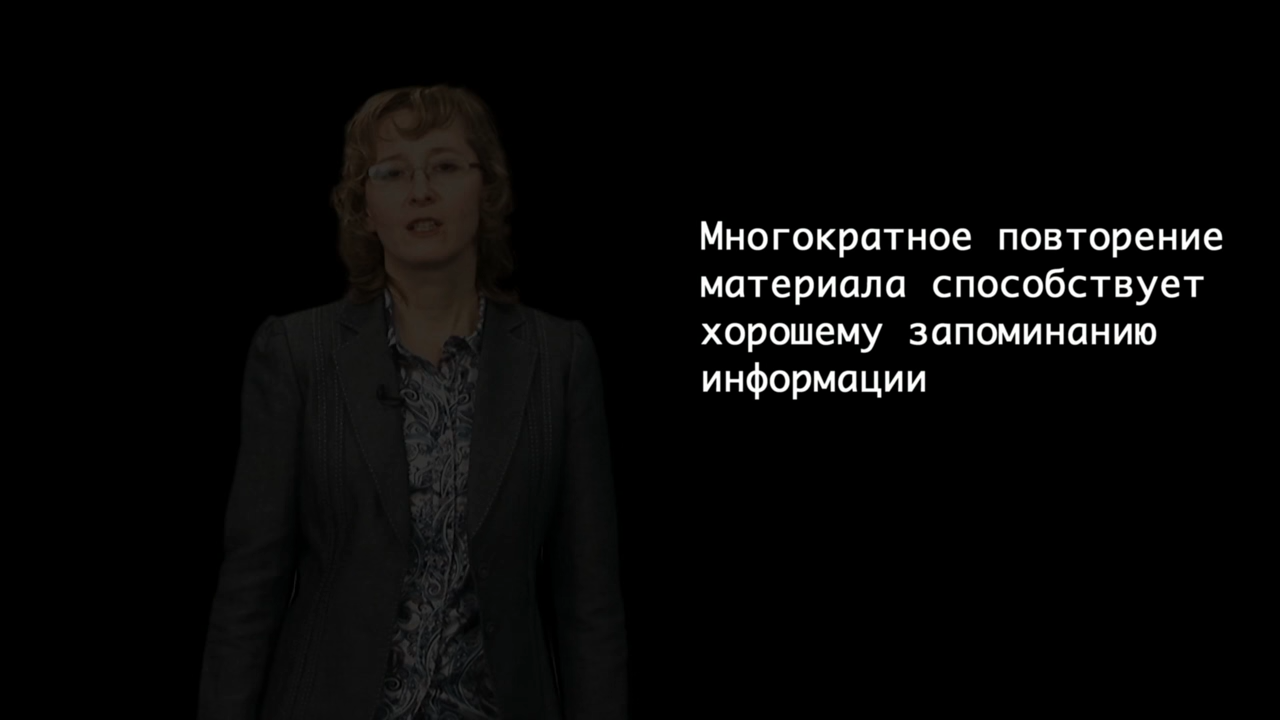 Многократное повторение
материала способствует
хорошему запоминанию
информации